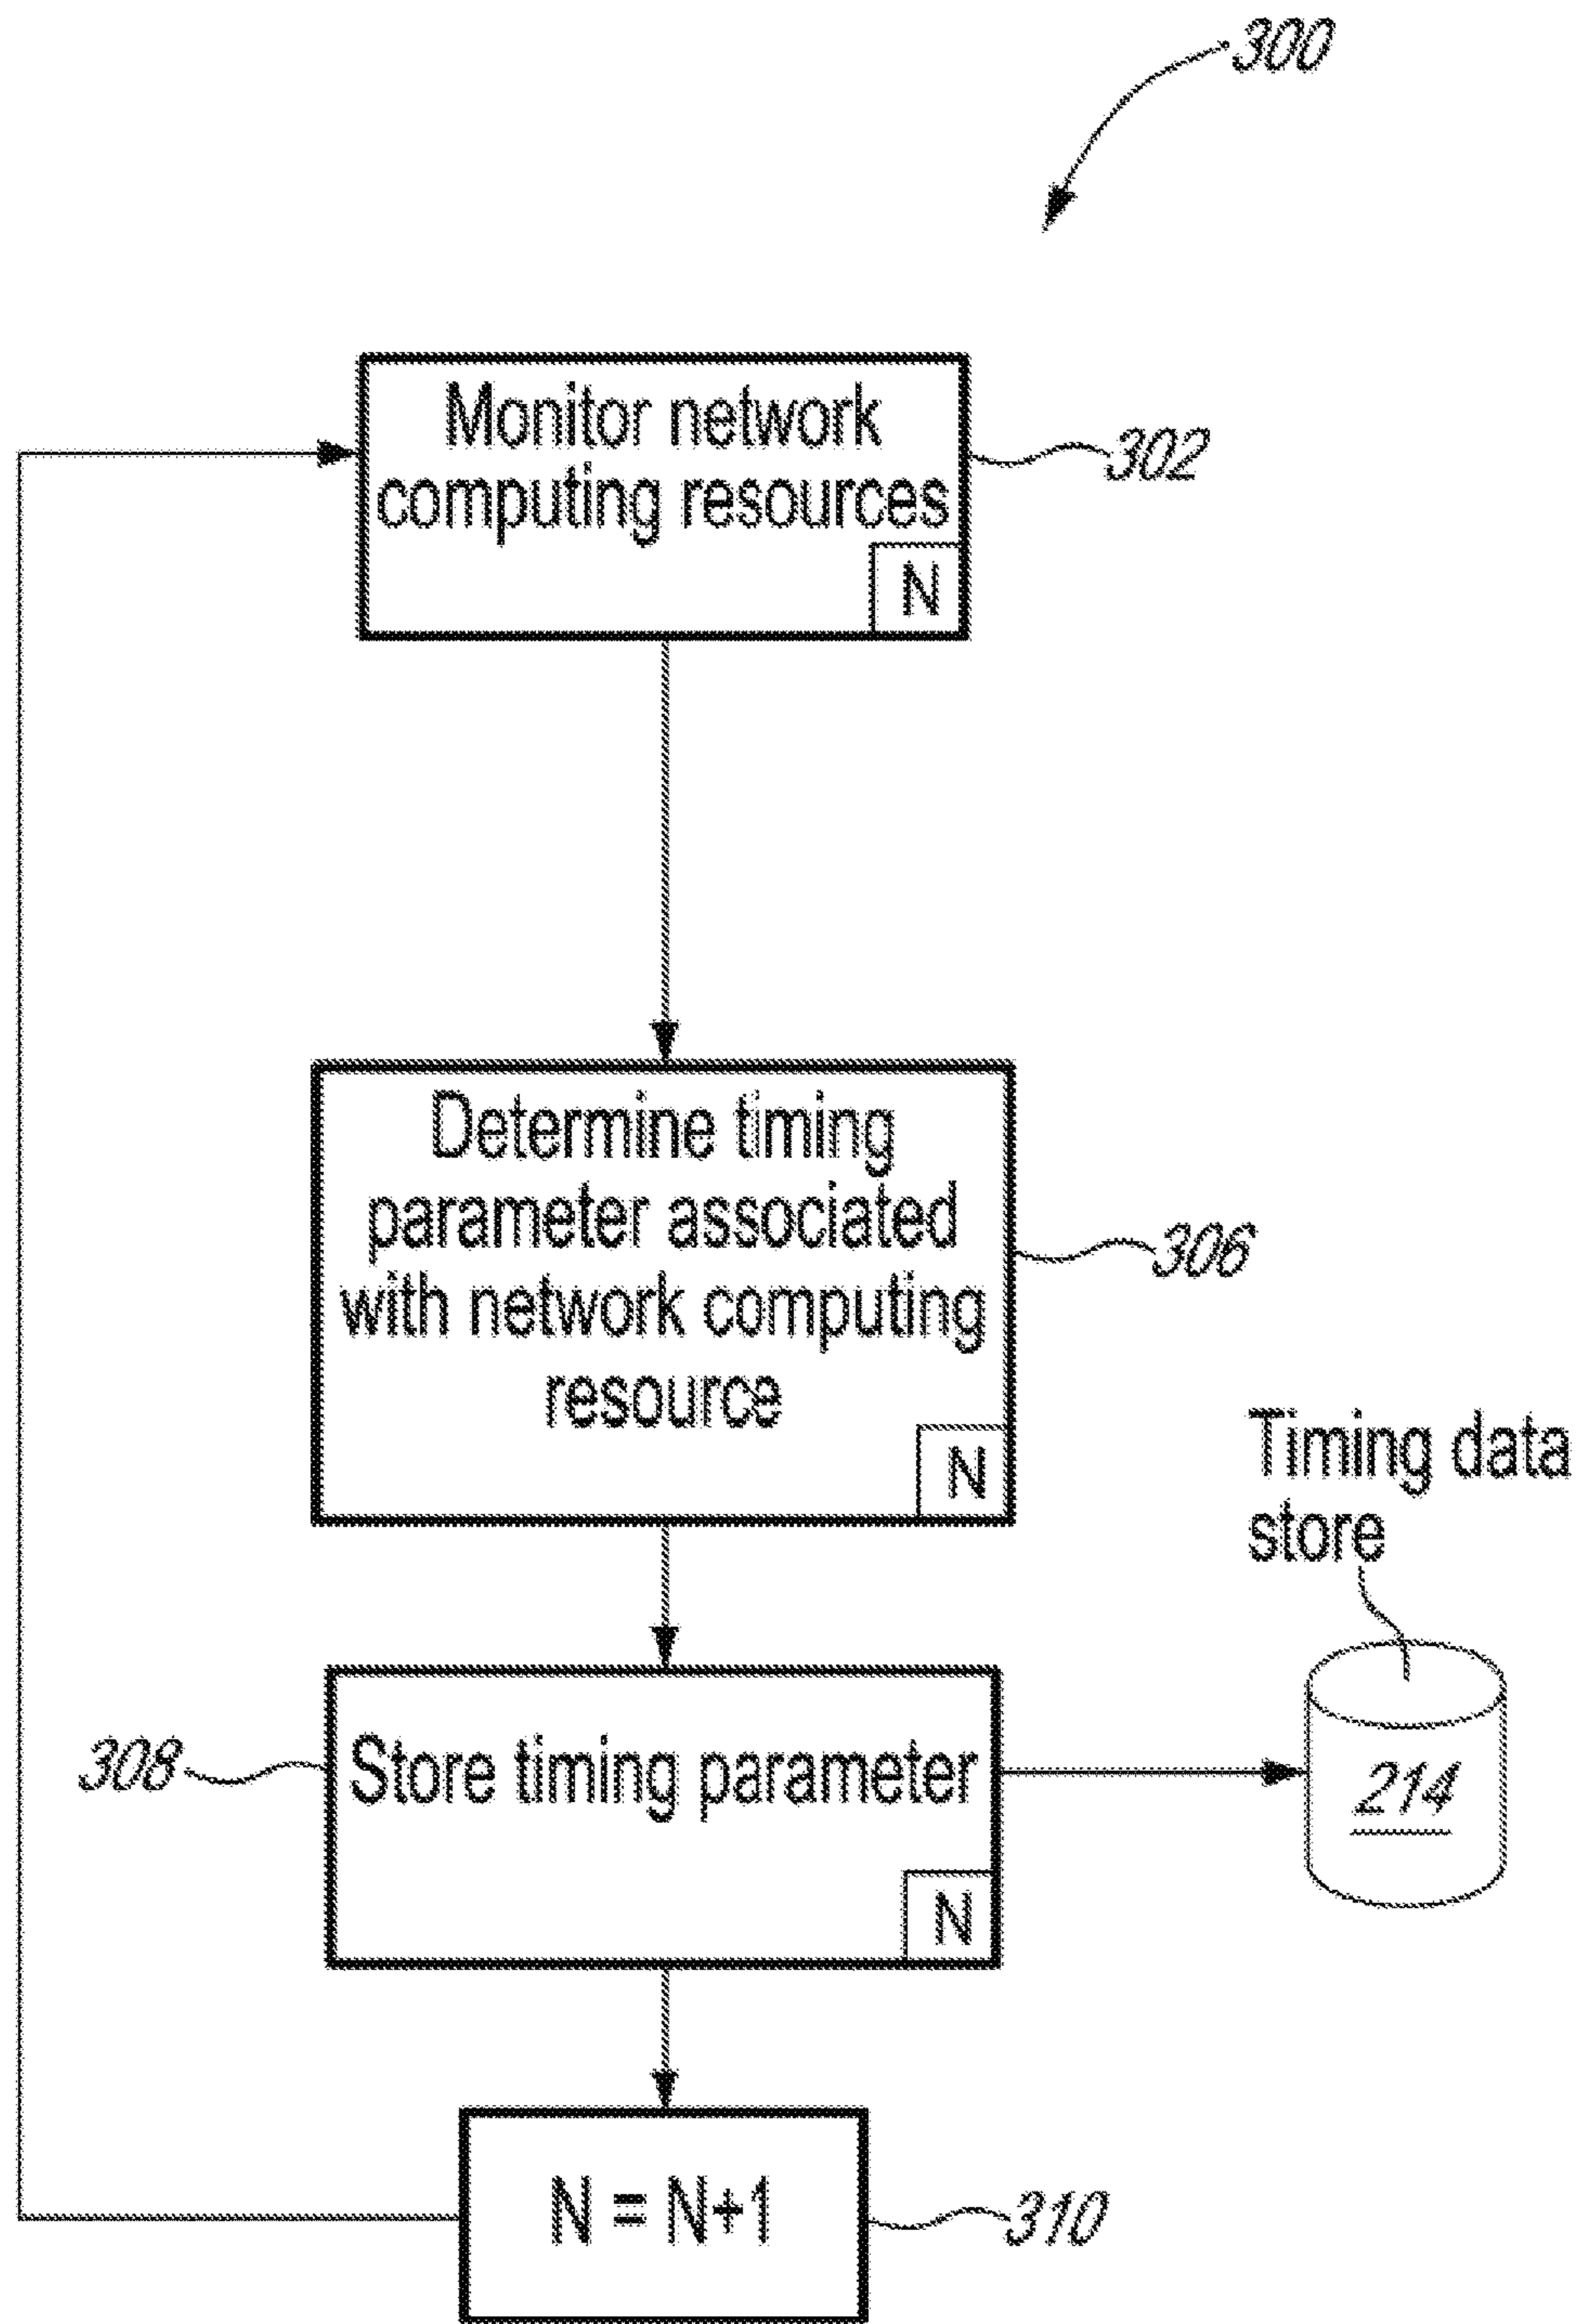 300
Monitor network
computing resources
N
302
Determine timing
parameter associated
with network computing
resource
N
306
Timing data
store
214
308
Store timing parameter
N
N = N+1
310